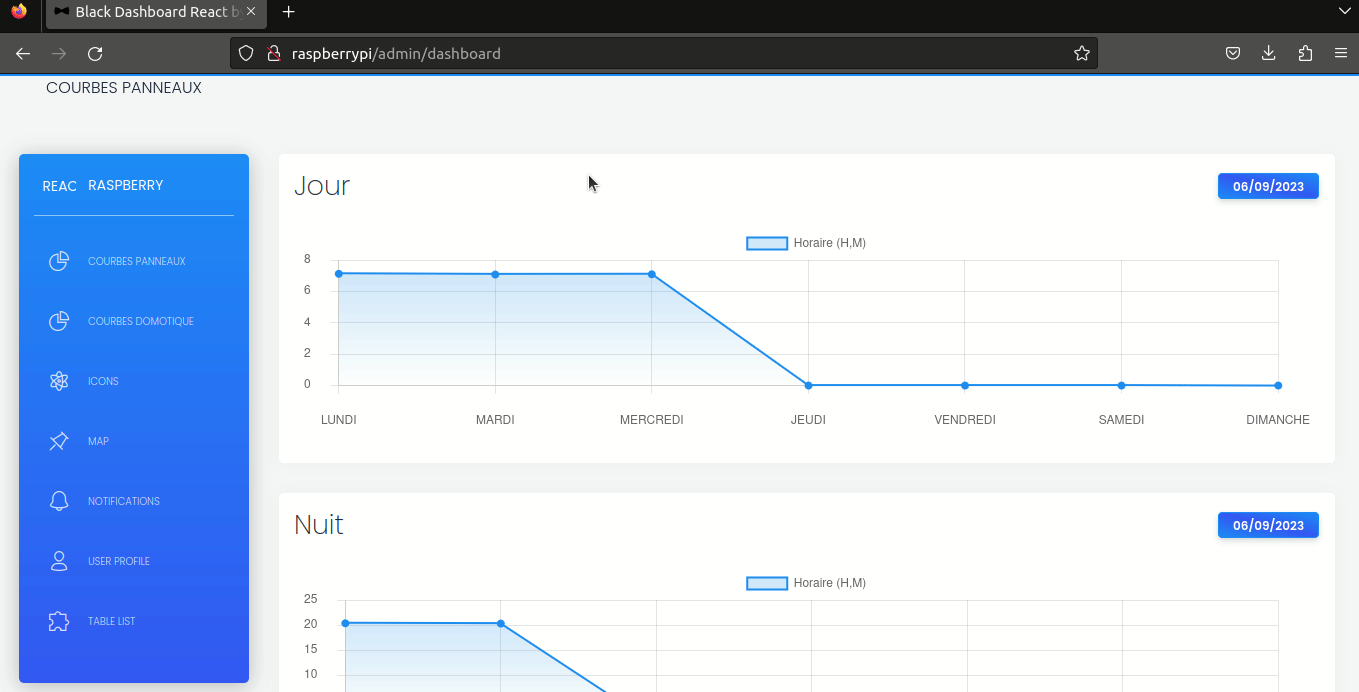 Black Dashboard React by
raspberrypi/admin/dashboard
COURBES PANNEAUX
REAC RASPBERRY
COURBES PANNEAUX
COURBES DOMOTIQUE
ICONS
MAP
NOTIFICATIONS
USER PROFILE
TABLE LIST
Jour
06/09/2023
Horaire (H,M)
8
6
4
2
0
LUNDI MARDI MERCREDI JEUDI VENDREDI SAMEDI DIMANCHE
Nuit
06/09/2023
Horaire (H,M)
25
20
15
10